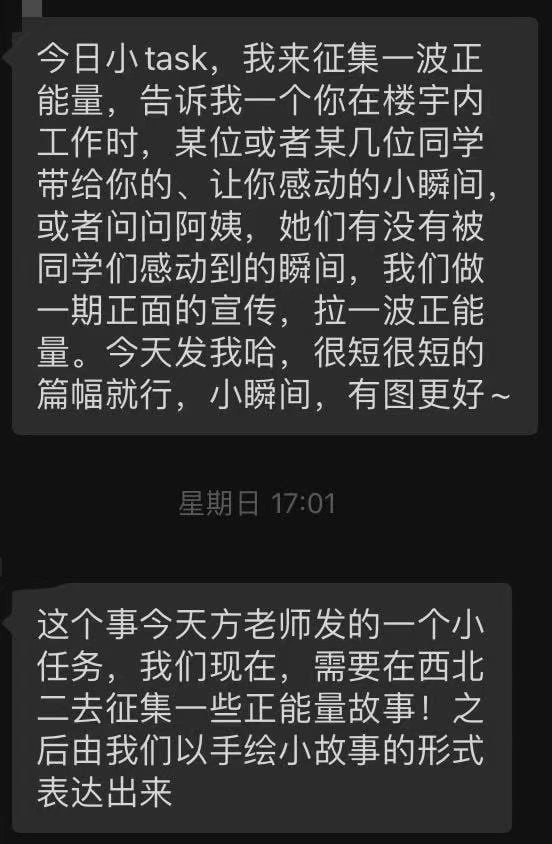 今日小task，我来征集一波正
能量，告诉我一个你在楼宇内
工作时，某位或者某几位同学
带给你的、让你感动的小瞬间，
或者问问阿姨，她们有没有被
同学们感动到的瞬间，我们做
一期正面的宣传，拉一波正能
量。今天发我哈，很短很短的
篇幅就行，小瞬间，有图更好~
星期日 17:01
这个事今天方老师发的一个小
任务，我们现在，需要在西北
二去征集一些正能量故事！之
后由我们以手绘小故事的形式
表达出来